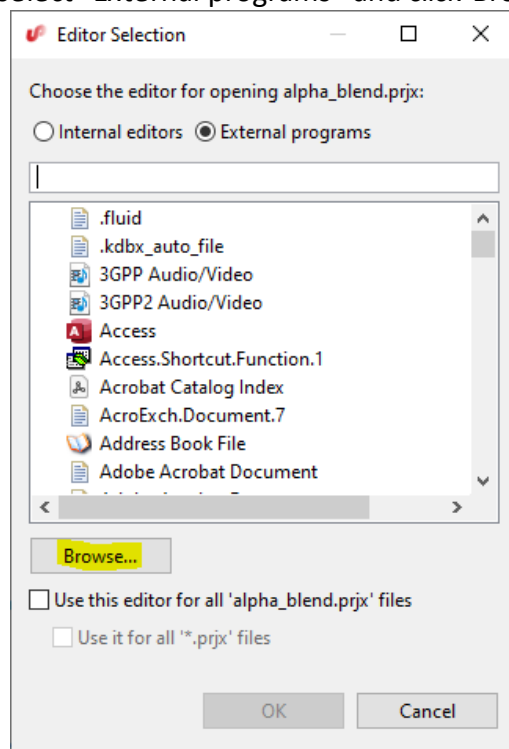 Editor Selection
Choose the editor for opening alpha_blend.prjx:
Internal editors External programs
.fluid
.kdbx_auto_file
3GPP Audio/Video
3GPP2 Audio/Video
Access
Access.Shortcut.Function.1
Acrobat Catalog Index
AcroExch.Document.7
Address Book File
Adobe Acrobat Document
Browse...
Use this editor for all 'alpha_blend.prjx' files
Use it for all '*.prjx' files
OK Cancel